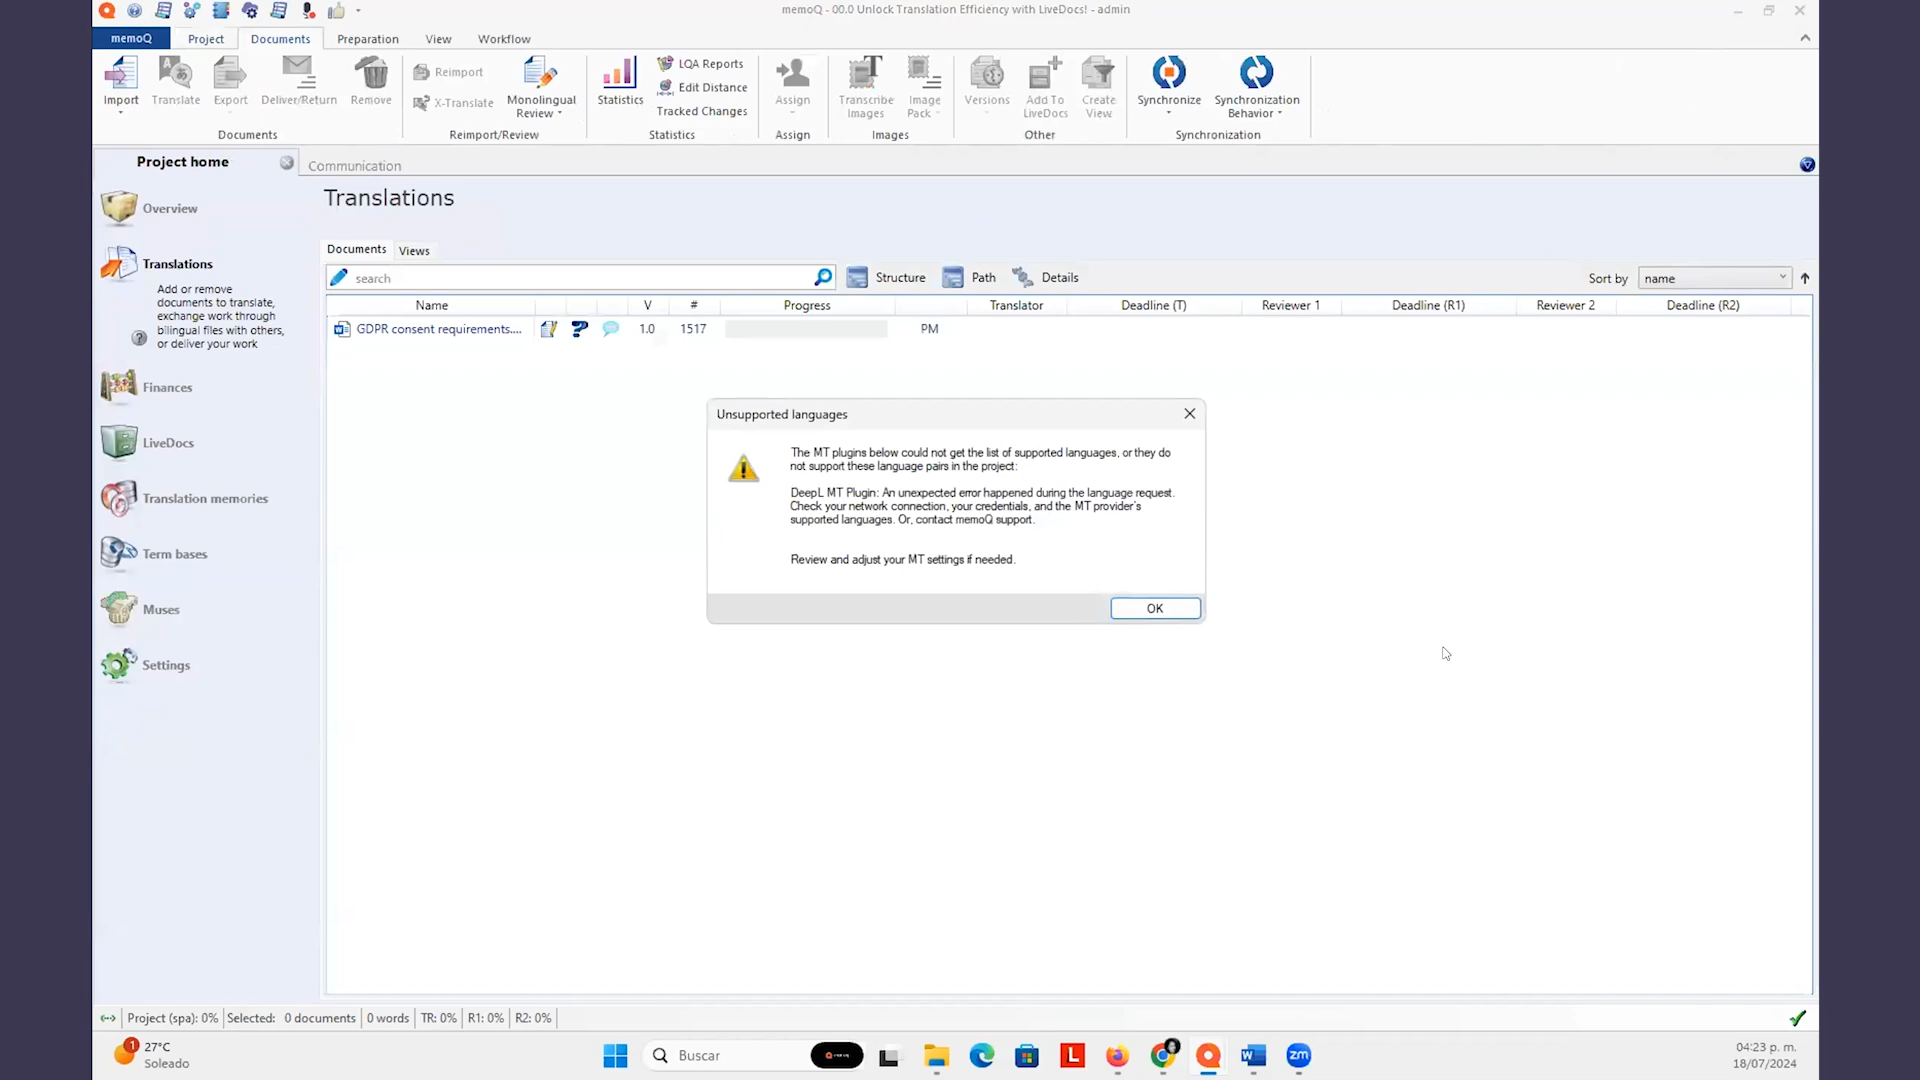 memoQ - 00.0 Unlock Translation Efficiency with LiveDocs! - admin
memoQ Project Documents Preparation View Workflow
Import Translate Export Deliver/Return Remove
Documents
Reimport
X-Translate
Monolingual
Review
Reimport/Review
Statistics
LQA Reports
Edit Distance
Tracked Changes
Statistics
Assign
Assign
Transcribe
Images
Image
Pack
Images
Versions
Add To
LiveDocs
Create
View
Other
Synchronize
Synchronization
Behavior
Synchronization
Project home
Communication
Overview
Translations
Add or remove
documents to translate,
exchange work through
bilingual files with others,
or deliver your work
Finances
LiveDocs
Translation memories
Term bases
Muses
Settings
Translations
Documents Views
search
Structure Path Details
Sort by name
Name V # Progress Translator Deadline (T) Reviewer 1 Deadline (R1) Reviewer 2 Deadline (R2)
GDPR consent requirements.... 1.0 1517 PM
Unsupported languages
The MT plugins below could not get the list of supported languages, or they do
not support these language pairs in the project:
DeepL MT Plugin: An unexpected error happened during the language request.
Check your network connection, your credentials, and the MT provider's
supported languages. Or, contact memoQ support.
Review and adjust your MT settings if needed.
OK
Project (spa): 0% Selected: 0 documents 0 words TR: 0% R1: 0% R2: 0%
1
27°C
Soleado
Buscar
L
W
zm
04:23 p. m.
18/07/2024